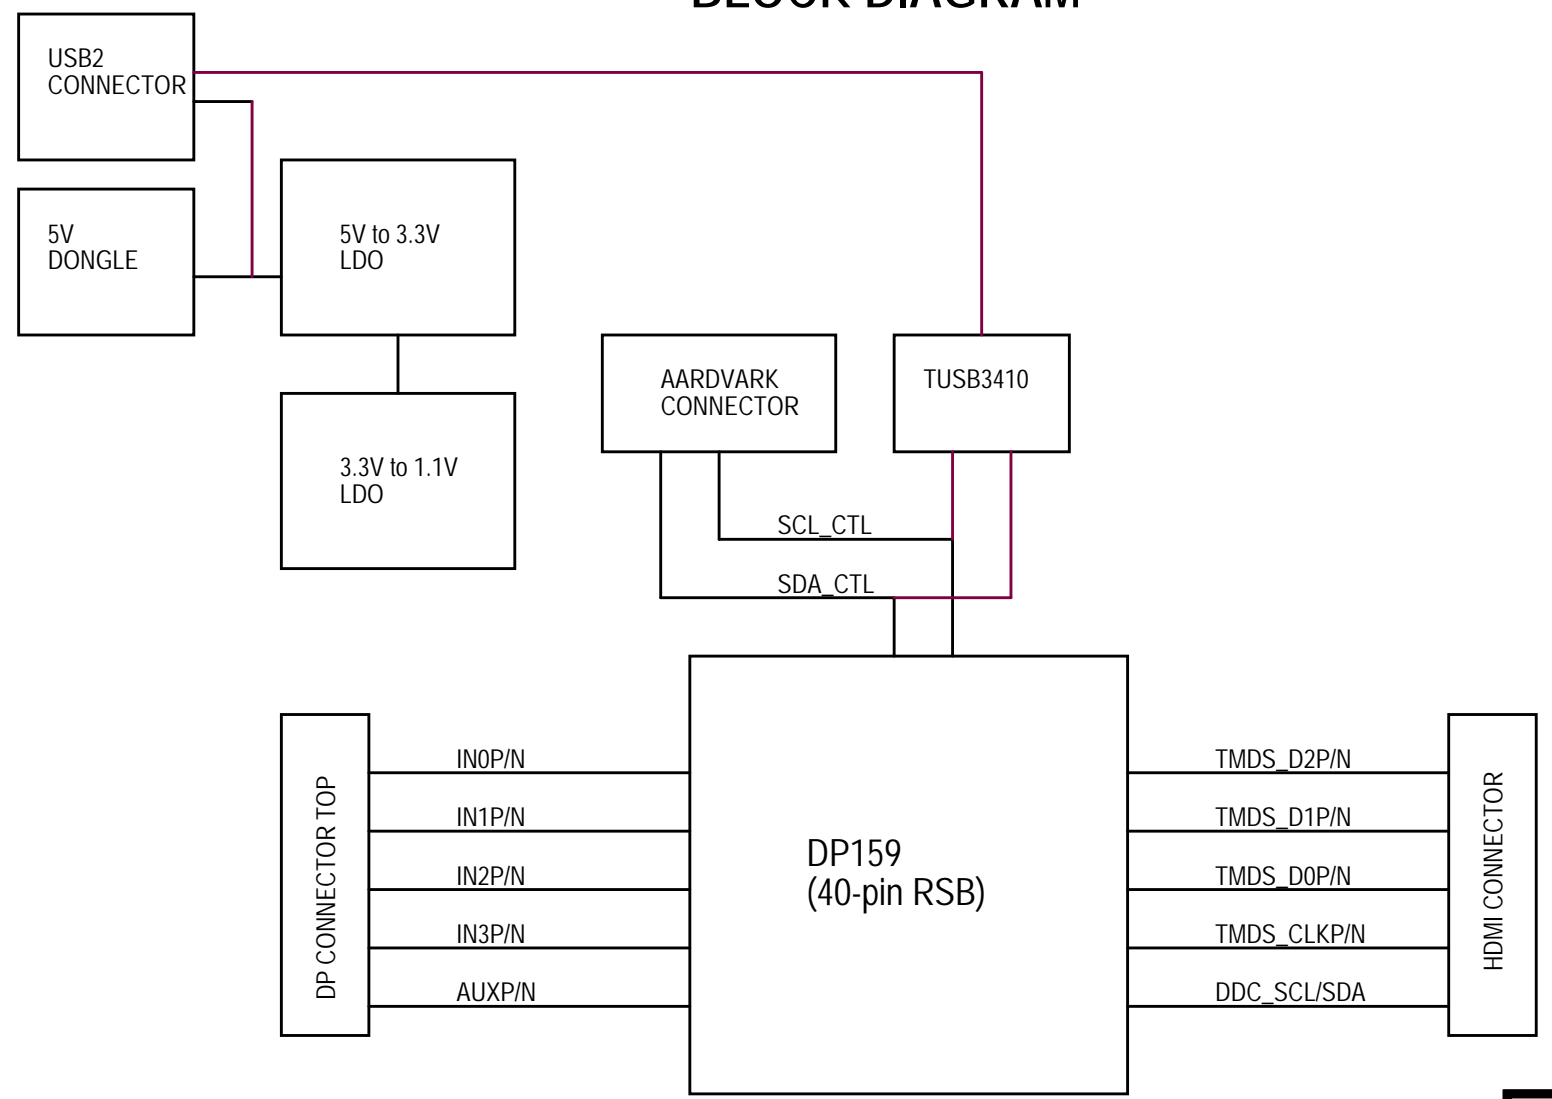 BLOCK DIAGRAM
USB2
CONNECTOR
5V
DONGLE
5V to 3.3V
LDO
3.3V to 1.1V
LDO
AARDVARK
CONNECTOR
TUSB3410
SCL_CTL
SDA_CTL
DP CONNECTOR TOP
IN0P/N
IN1P/N
IN2P/N
IN3P/N
AUXP/N
DP159
(40-pin RSB)
TMDS_D2P/N
TMDS_D1P/N
TMDS_D0P/N
TMDS_CLKP/N
DDC_SCL/SDA
HDMI CONNECTOR